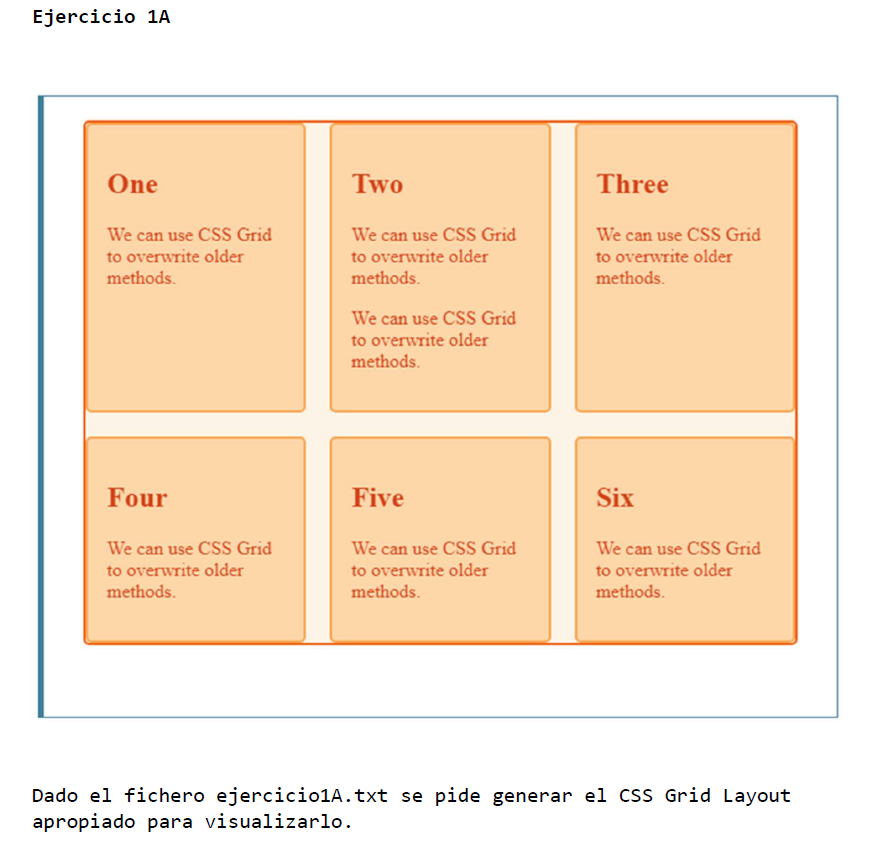 Ejercicio 1A
One
We can use CSS Grid
to overwrite older
methods.
Two
We can use CSS Grid
to overwrite older
methods.
We can use CSS Grid
to overwrite older
methods.
Three
We can use CSS Grid
to overwrite older
methods.
Four
We can use CSS Grid
to overwrite older
methods.
Five
We can use CSS Grid
to overwrite older
methods.
Six
We can use CSS Grid
to overwrite older
methods.
Dado el fichero ejercicio1A.txt se pide generar el CSS Grid Layout
apropiado para visualizarlo.